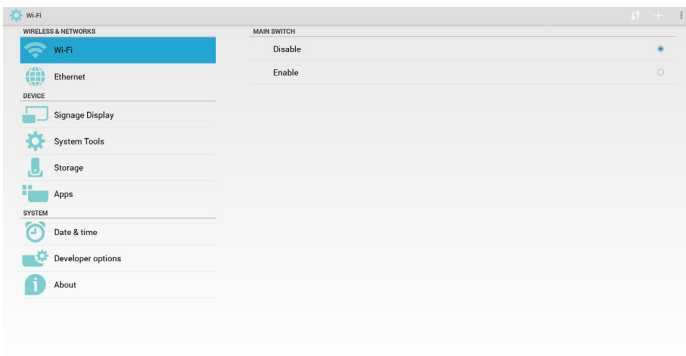 Wi-Fi
WIRELESS & NETWORKS
Wi-Fi
Ethernet
DEVICE
Signage Display
System Tools
Storage
Apps
SYSTEM
Date & time
Developer options
About
MAIN SWITCH
Disable
Enable